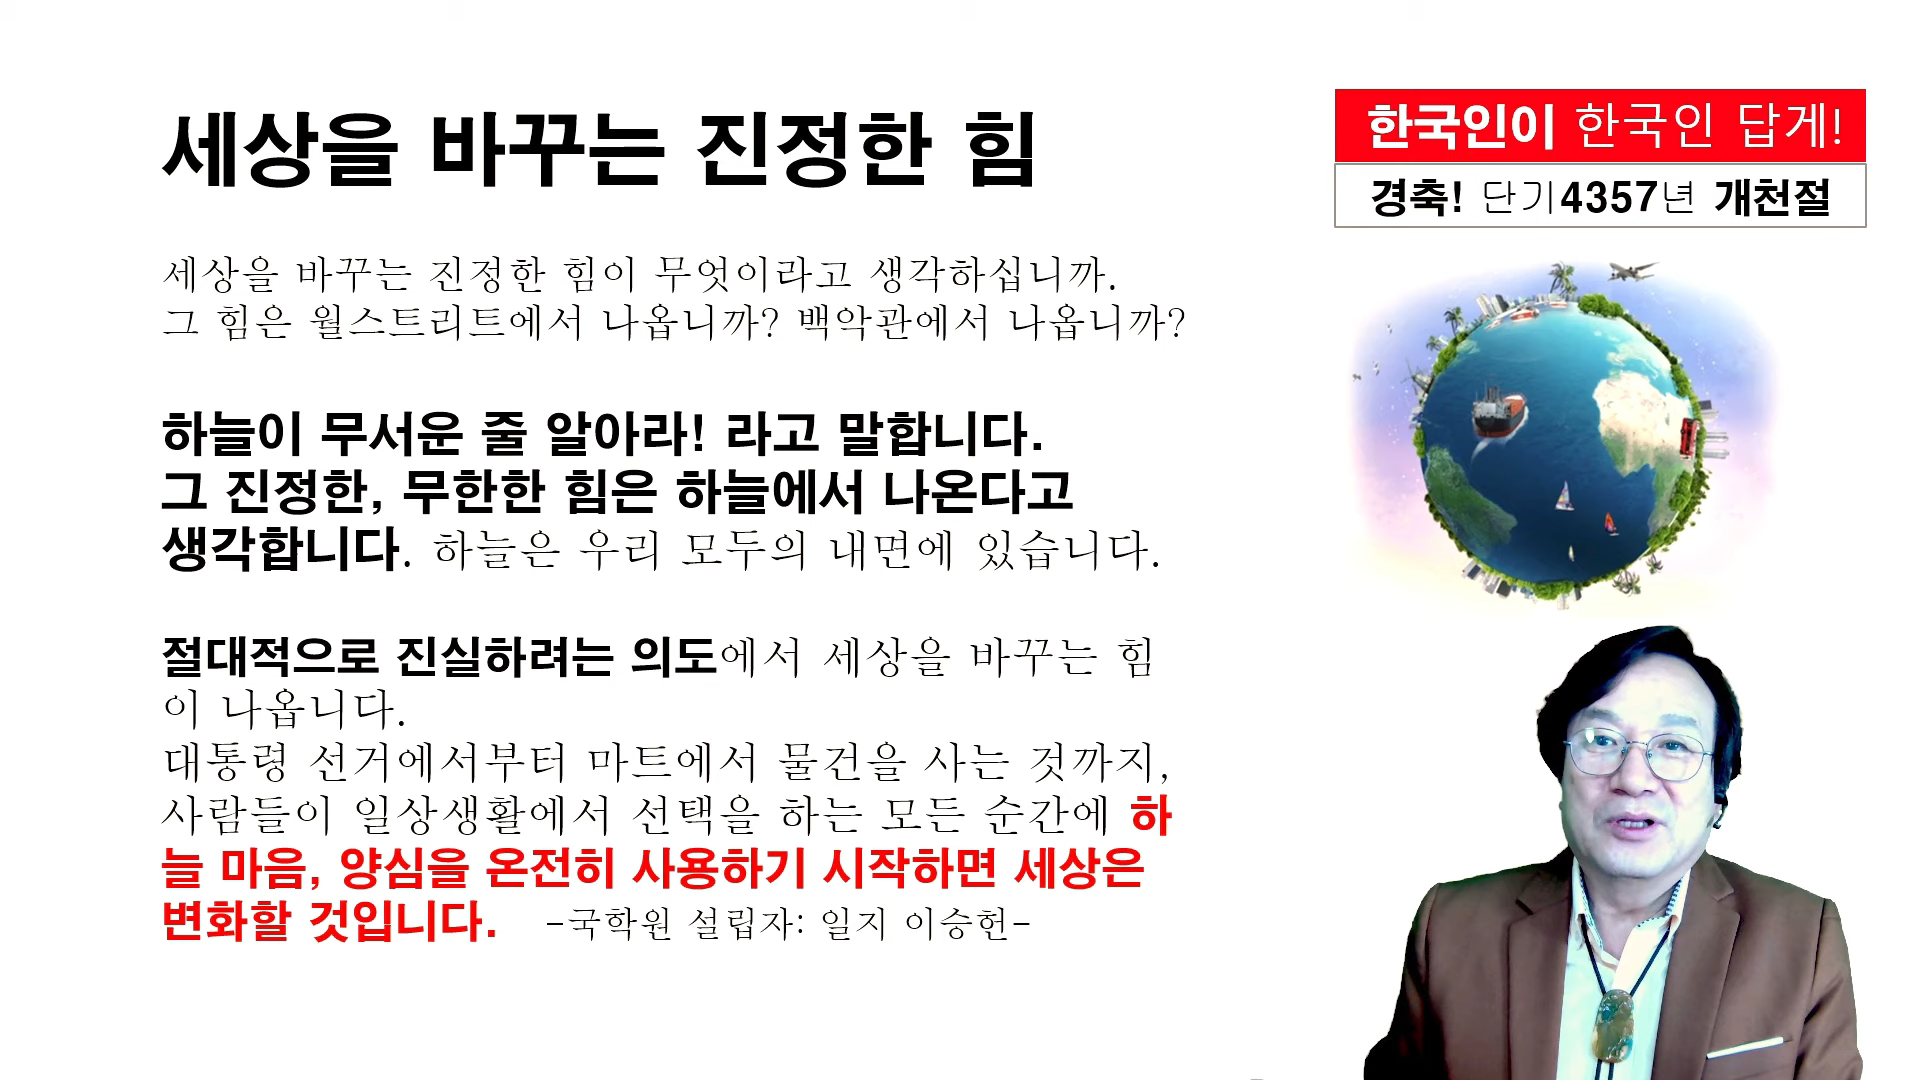 세상을 바꾸는 진정한 힘
한국인이 한국인 답게!
경축! 단기4357년 개천절
세상을 바꾸는 진정한 힘이 무엇이라고 생각하십니까.
그 힘은 월스트리트에서 나옵니까? 백악관에서 나옵니까?
하늘이 무서운 줄 알아라! 라고 말합니다.
그 진정한, 무한한 힘은 하늘에서 나온다고
생각합니다. 하늘은 우리 모두의 내면에 있습니다.
절대적으로 진실하려는 의도에서 세상을 바꾸는 힘
이 나옵니다.
대통령 선거에서부터 마트에서 물건을 사는 것까지,
사람들이 일상생활에서 선택을 하는 모든 순간에 하
늘 마음, 양심을 온전히 사용하기 시작하면 세상은
변화할 것입니다. -국학원 설립자: 일지 이승헌-